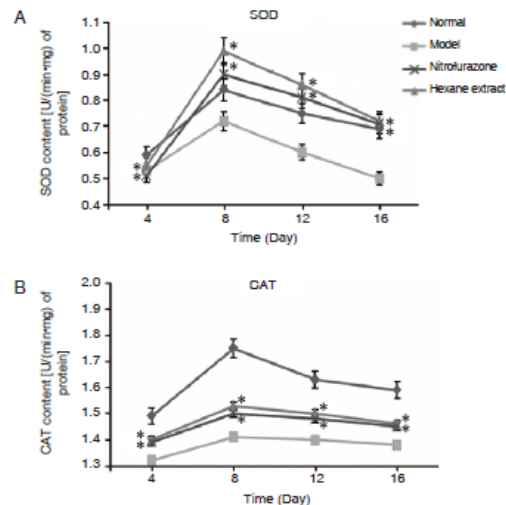 A
SOD
SOD content [U/(min•mg) of
protein]
1.1
1.0
0.9
0.8
0.7
0.6
0.5
0.4
4
8
12
16
Time (Day)
Normal
Model
Nitrofurazone
Hexane extract
B
CAT
CAT content [U/(min•mg) of
protein]
2.0
1.9
1.8
1.7
1.6
1.5
1.4
1.3
4
8
12
16
Time (Day)